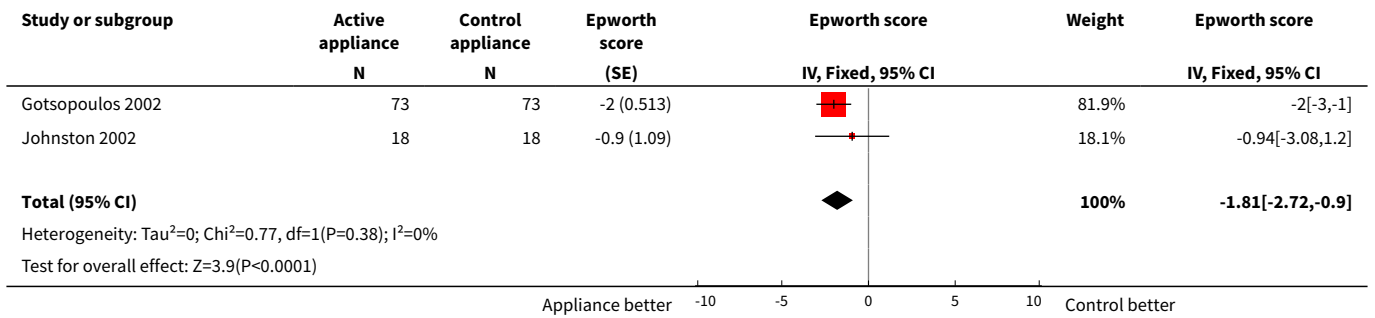 Study or subgroup Active appliance Control appliance Epworth score Epworth score Weight Epworth score
N N (SE) IV, Fixed, 95% CI IV, Fixed, 95% CI
Gotsopoulos 2002 73 73 -2 (0.513) 81.9% -2[-3,-1]
Johnston 2002 18 18 -0.9 (1.09) 18.1% -0.94[-3.08,1.2]
Total (95% CI) 100% -1.81[-2.72,-0.9]
Heterogeneity: Tau²=0; Chi²=0.77, df=1(P=0.38); I²=0%
Test for overall effect: Z=3.9(P<0.0001)
Appliance better -10 -5 0 5 10 Control better